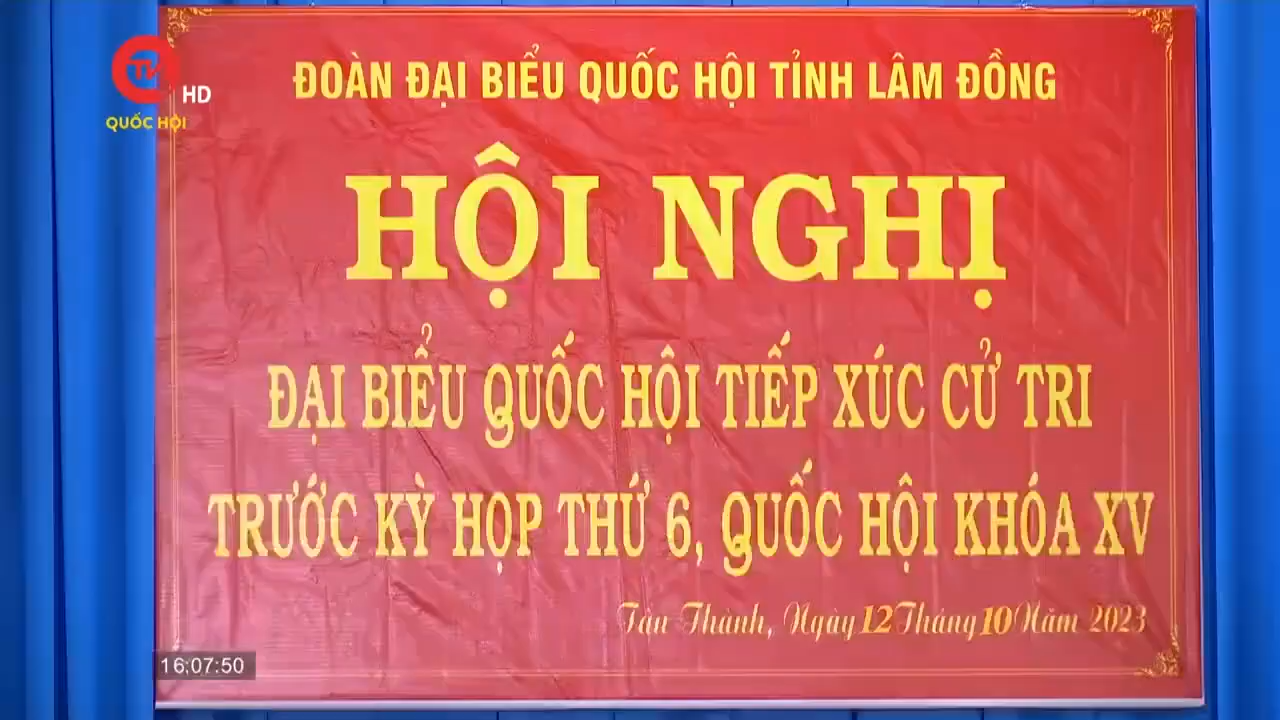 TV
HD
QUỐC HỘI
ĐOÀN ĐẠI BIỂU QUỐC HỘI TỈNH LÂM ĐỒNG
HỘI NGHỊ
ĐẠI BIỂU QUỐC HỘI TIẾP XÚC CỬ TRI
TRƯỚC KỲ HỌP THỨ 6, QUỐC HỘI KHÓA XV
Tân Thành, Ngày 12 Tháng 10 Năm 2023
16:07:50